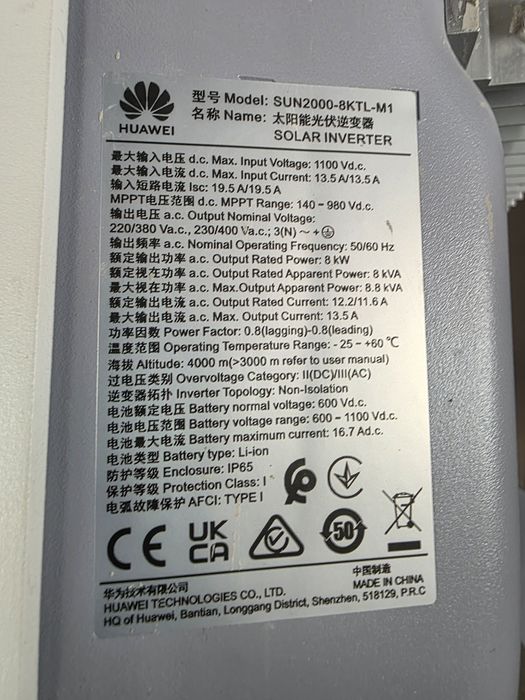 HUAWEI
型号 Model: SUN2000-8KTL-M1
名称 Name: 太阳能光伏逆变器
SOLAR INVERTER
最大输入电压 d.c. Max. Input Voltage: 1100 Vd.c.
最大输入电流 d.c. Max. Input Current: 13.5 A/13.5 A
输入短路电流 Isc: 19.5 A/19.5 A
MPPT电压范围 d.c. MPPT Range: 140 – 980 Vd.c.
输出电压 a.c. Output Nominal Voltage:
220/380 Va.c., 230/400 Va.c.; 3(N) ~ +
输出频率 a.c. Nominal Operating Frequency: 50/60 Hz
额定输出功率 a.c. Output Rated Power: 8 kW
额定视在功率 a.c. Output Rated Apparent Power: 8 kVA
最大视在功率 a.c. Max.Output Apparent Power: 8.8 kVA
额定输出电流 a.c. Output Rated Current: 12.2/11.6 A
最大输出电流 a.c. Max. Output Current: 13.5 A
功率因数 Power Factor: 0.8(lagging)-0.8(leading)
温度范围 Operating Temperature Range: - 25 – +60 ℃
海拔 Altitude: 4000 m(>3000 m refer to user manual)
过电压类别 Overvoltage Category: II(DC)/III(AC)
逆变器拓扑 Inverter Topology: Non-Isolation
电池额定电压 Battery normal voltage: 600 Vd.c.
电池电压范围 Battery voltage range: 600 – 1100 Vd.c.
电池最大电流 Battery maximum current: 16.7 Ad.c.
电池类型 Battery type: Li-ion
防护等级 Enclosure: IP65
保护等级 Protection Class: I
电弧故障保护 AFCI: TYPE I
CE UK CA 50
华为技术有限公司
中国制造
HUAWEI TECHNOLOGIES CO., LTD.
MADE IN CHINA
HQ of Huawei, Bantian, Longgang District, Shenzhen, 518129, P.R.C